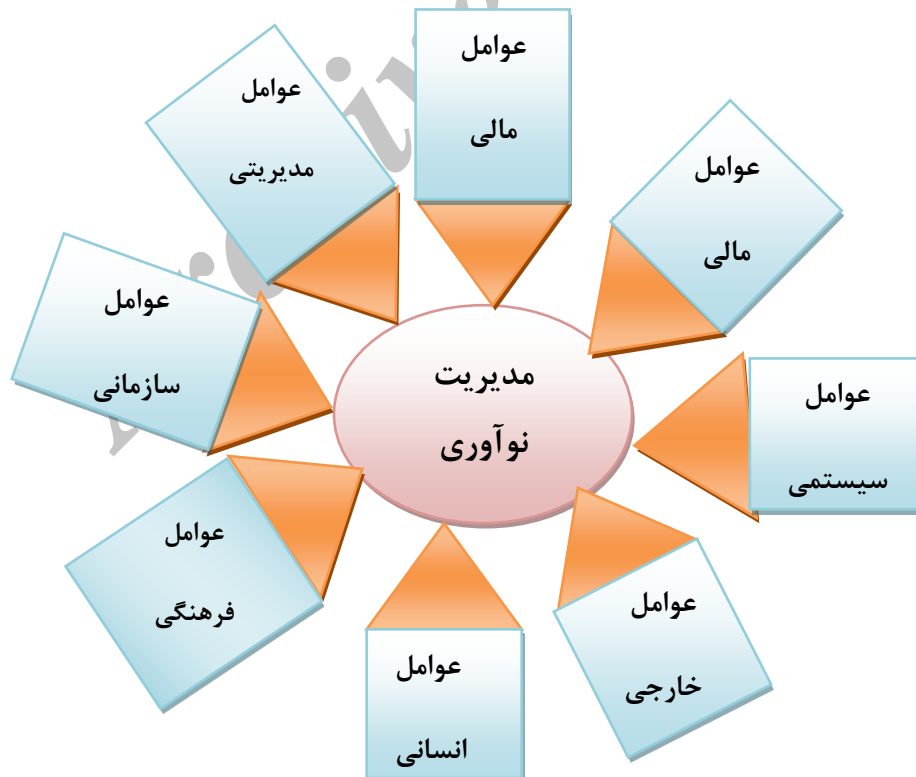 عوامل
مالی
عوامل
مالی
عوامل
سیستمی
عوامل
خارجی
عوامل
انسانی
عوامل
فرهنگی
عوامل
سازمانی
عوامل
مدیریتی
مدیریت
نوآوری